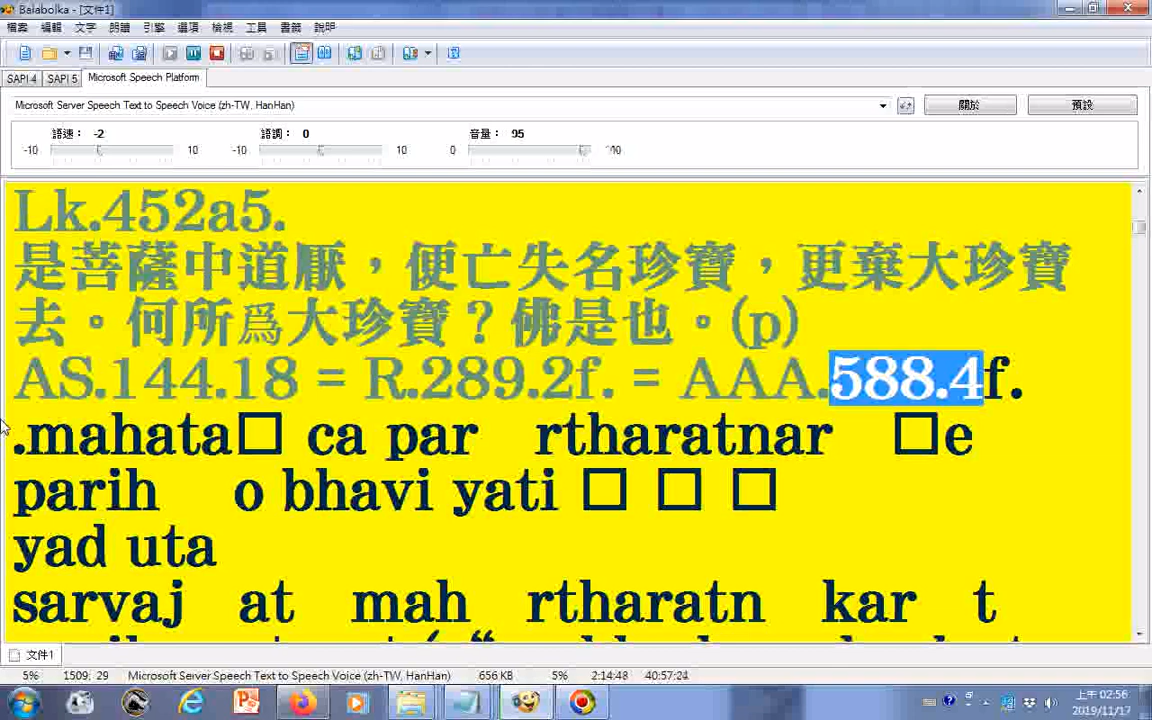 Balabolka - [文件1]
檔案 編輯 文字 朗讀 引擎 選項 檢視 工具 書籤 說明
SAPI 4 SAPI 5 Microsoft Speech Platform
Microsoft Server Speech Text to Speech Voice (zh-TW, HanHan) 關於 預設
語速： -2 語調： 0 音量： 95
-10 10 -10 10 0
Lk.452a5.
是菩薩中道厭，便亡失名珍寶，更棄大珍寶
去。何所爲大珍寶？佛是也。(p)
AS.144.18 = R.289.2f. = AAA.588.4f.
.mahata□ ca par rtharatnar □e
parih o bhavi yati □ □ □
yad uta
sarvaj at mah rtharatn kar t
文件1
5% 1509, 29 Microsoft Server Speech Text to Speech Voice (zh-TW, HanHan) 656 KB 5% 2:14:48 40:57:24
上午 02:56
2019/11/17